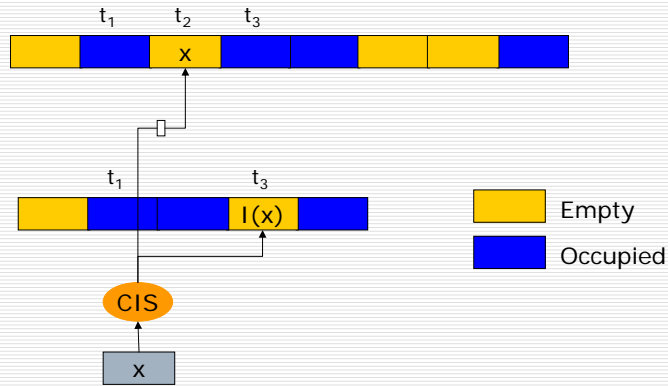 t₁ t₂ t₃
x
t₁ t₃
I(x)
Empty
Occupied
CIS
x